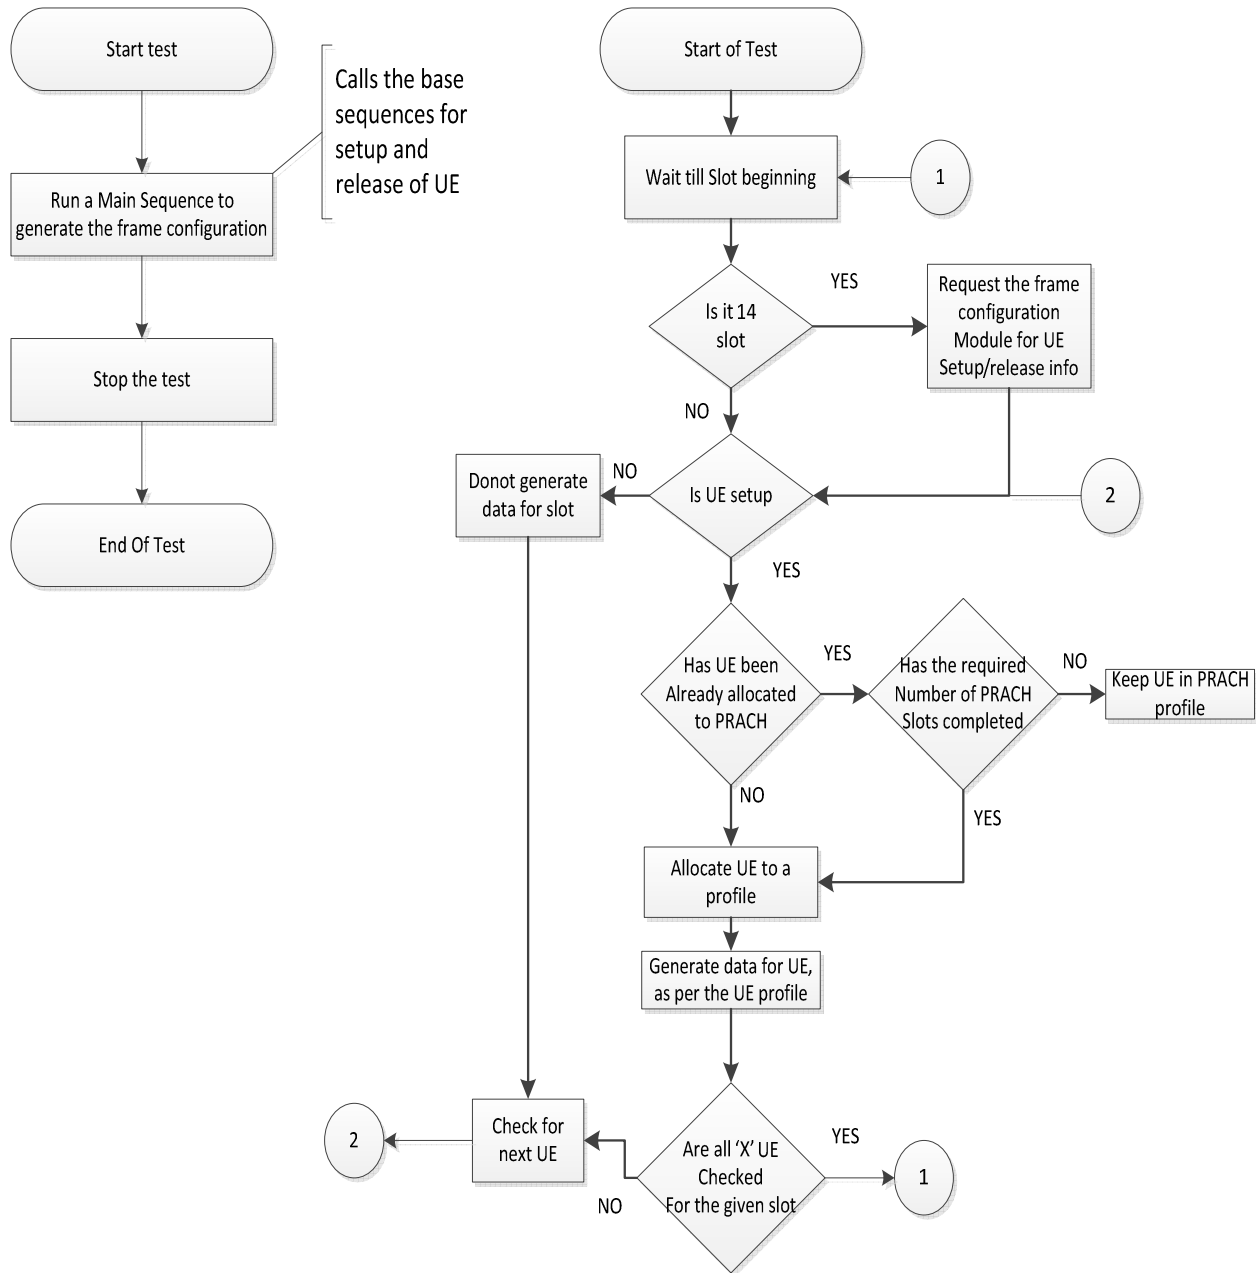 Start test
Calls the base
sequences for
setup and
release of UE
Run a Main Sequence to
generate the frame configuration
Stop the test
End Of Test
Start of Test
Wait till Slot beginning
1
Is it 14
slot
YES
Request the frame
configuration
Module for UE
Setup/release info
NO
Is UE setup
2
NO
Donot generate
data for slot
YES
Has UE been
Already allocated
to PRACH
YES
Has the required
Number of PRACH
Slots completed
NO
Keep UE in PRACH
profile
NO
YES
Allocate UE to a
profile
Generate data for UE,
as per the UE profile
Are all ‘X’ UE
Checked
For the given slot
YES
1
NO
Check for
next UE
2